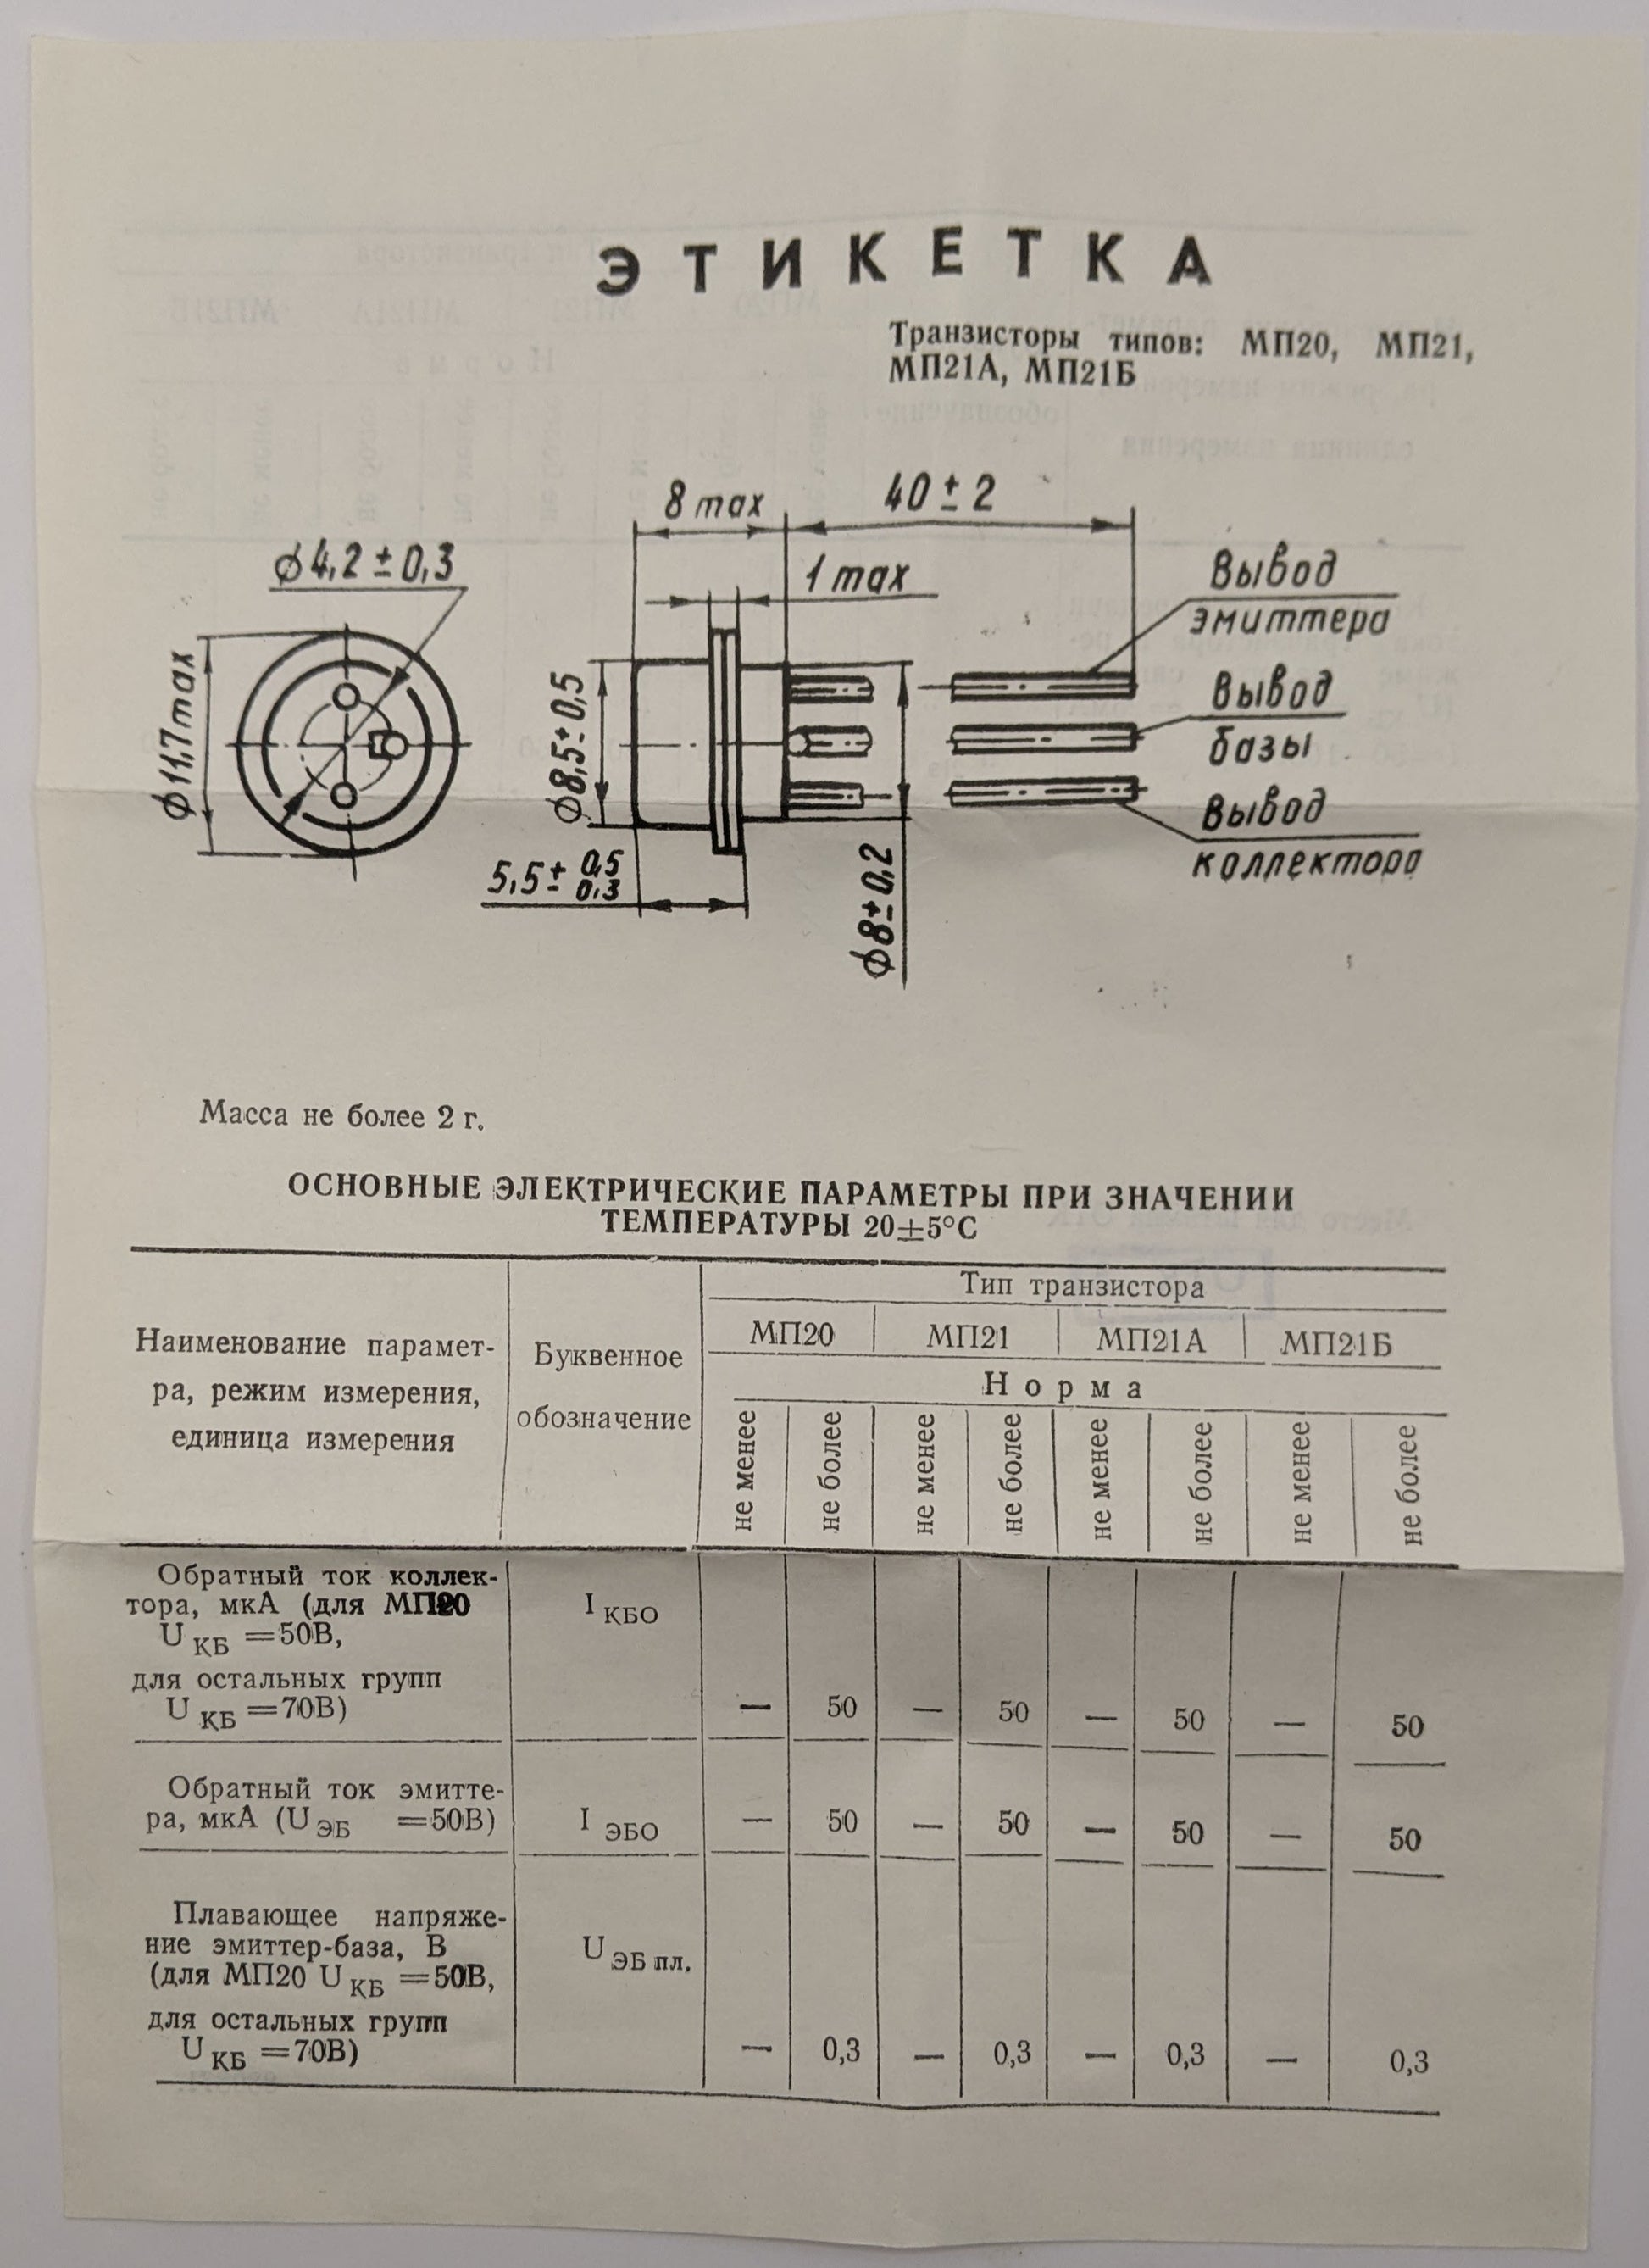 ЭТИКЕТКА
Транзисторы типов: МП20, МП21,
МП21А, МП21Б
8 max
40±2
ϕ4,2±0,3
1 max
Вывод
эмиттера
ϕ11,7max
ϕ8,5±0,5
Вывод
базы
Вывод
коллектора
5,5± 0,5 0,3
ϕ8±0,2
Масса не более 2 г.
ОСНОВНЫЕ ЭЛЕКТРИЧЕСКИЕ ПАРАМЕТРЫ ПРИ ЗНАЧЕНИИ
ТЕМПЕРАТУРЫ 20±5°С
Наименование парамет-
ра, режим измерения,
единица измерения
Буквенное
обозначение
Тип транзистора
МП20 МП21 МП21А МП21Б
Норма
не менее не более не менее не более не менее не более не менее не более
Обратный ток коллек-
тора, мкА (для МП20
U КБ =50В,
для остальных групп
U КБ =70В)
I КБО
— 50 — 50 — 50 — 50
Обратный ток эмитте-
ра, мкА (U ЭБ =50В)
I ЭБО
— 50 — 50 — 50 — 50
Плавающее напряже-
ние эмиттер-база, В
(для МП20 U КБ =50В,
для остальных групп
U КБ =70В)
U ЭБ пл.
— 0,3 — 0,3 — 0,3 — 0,3